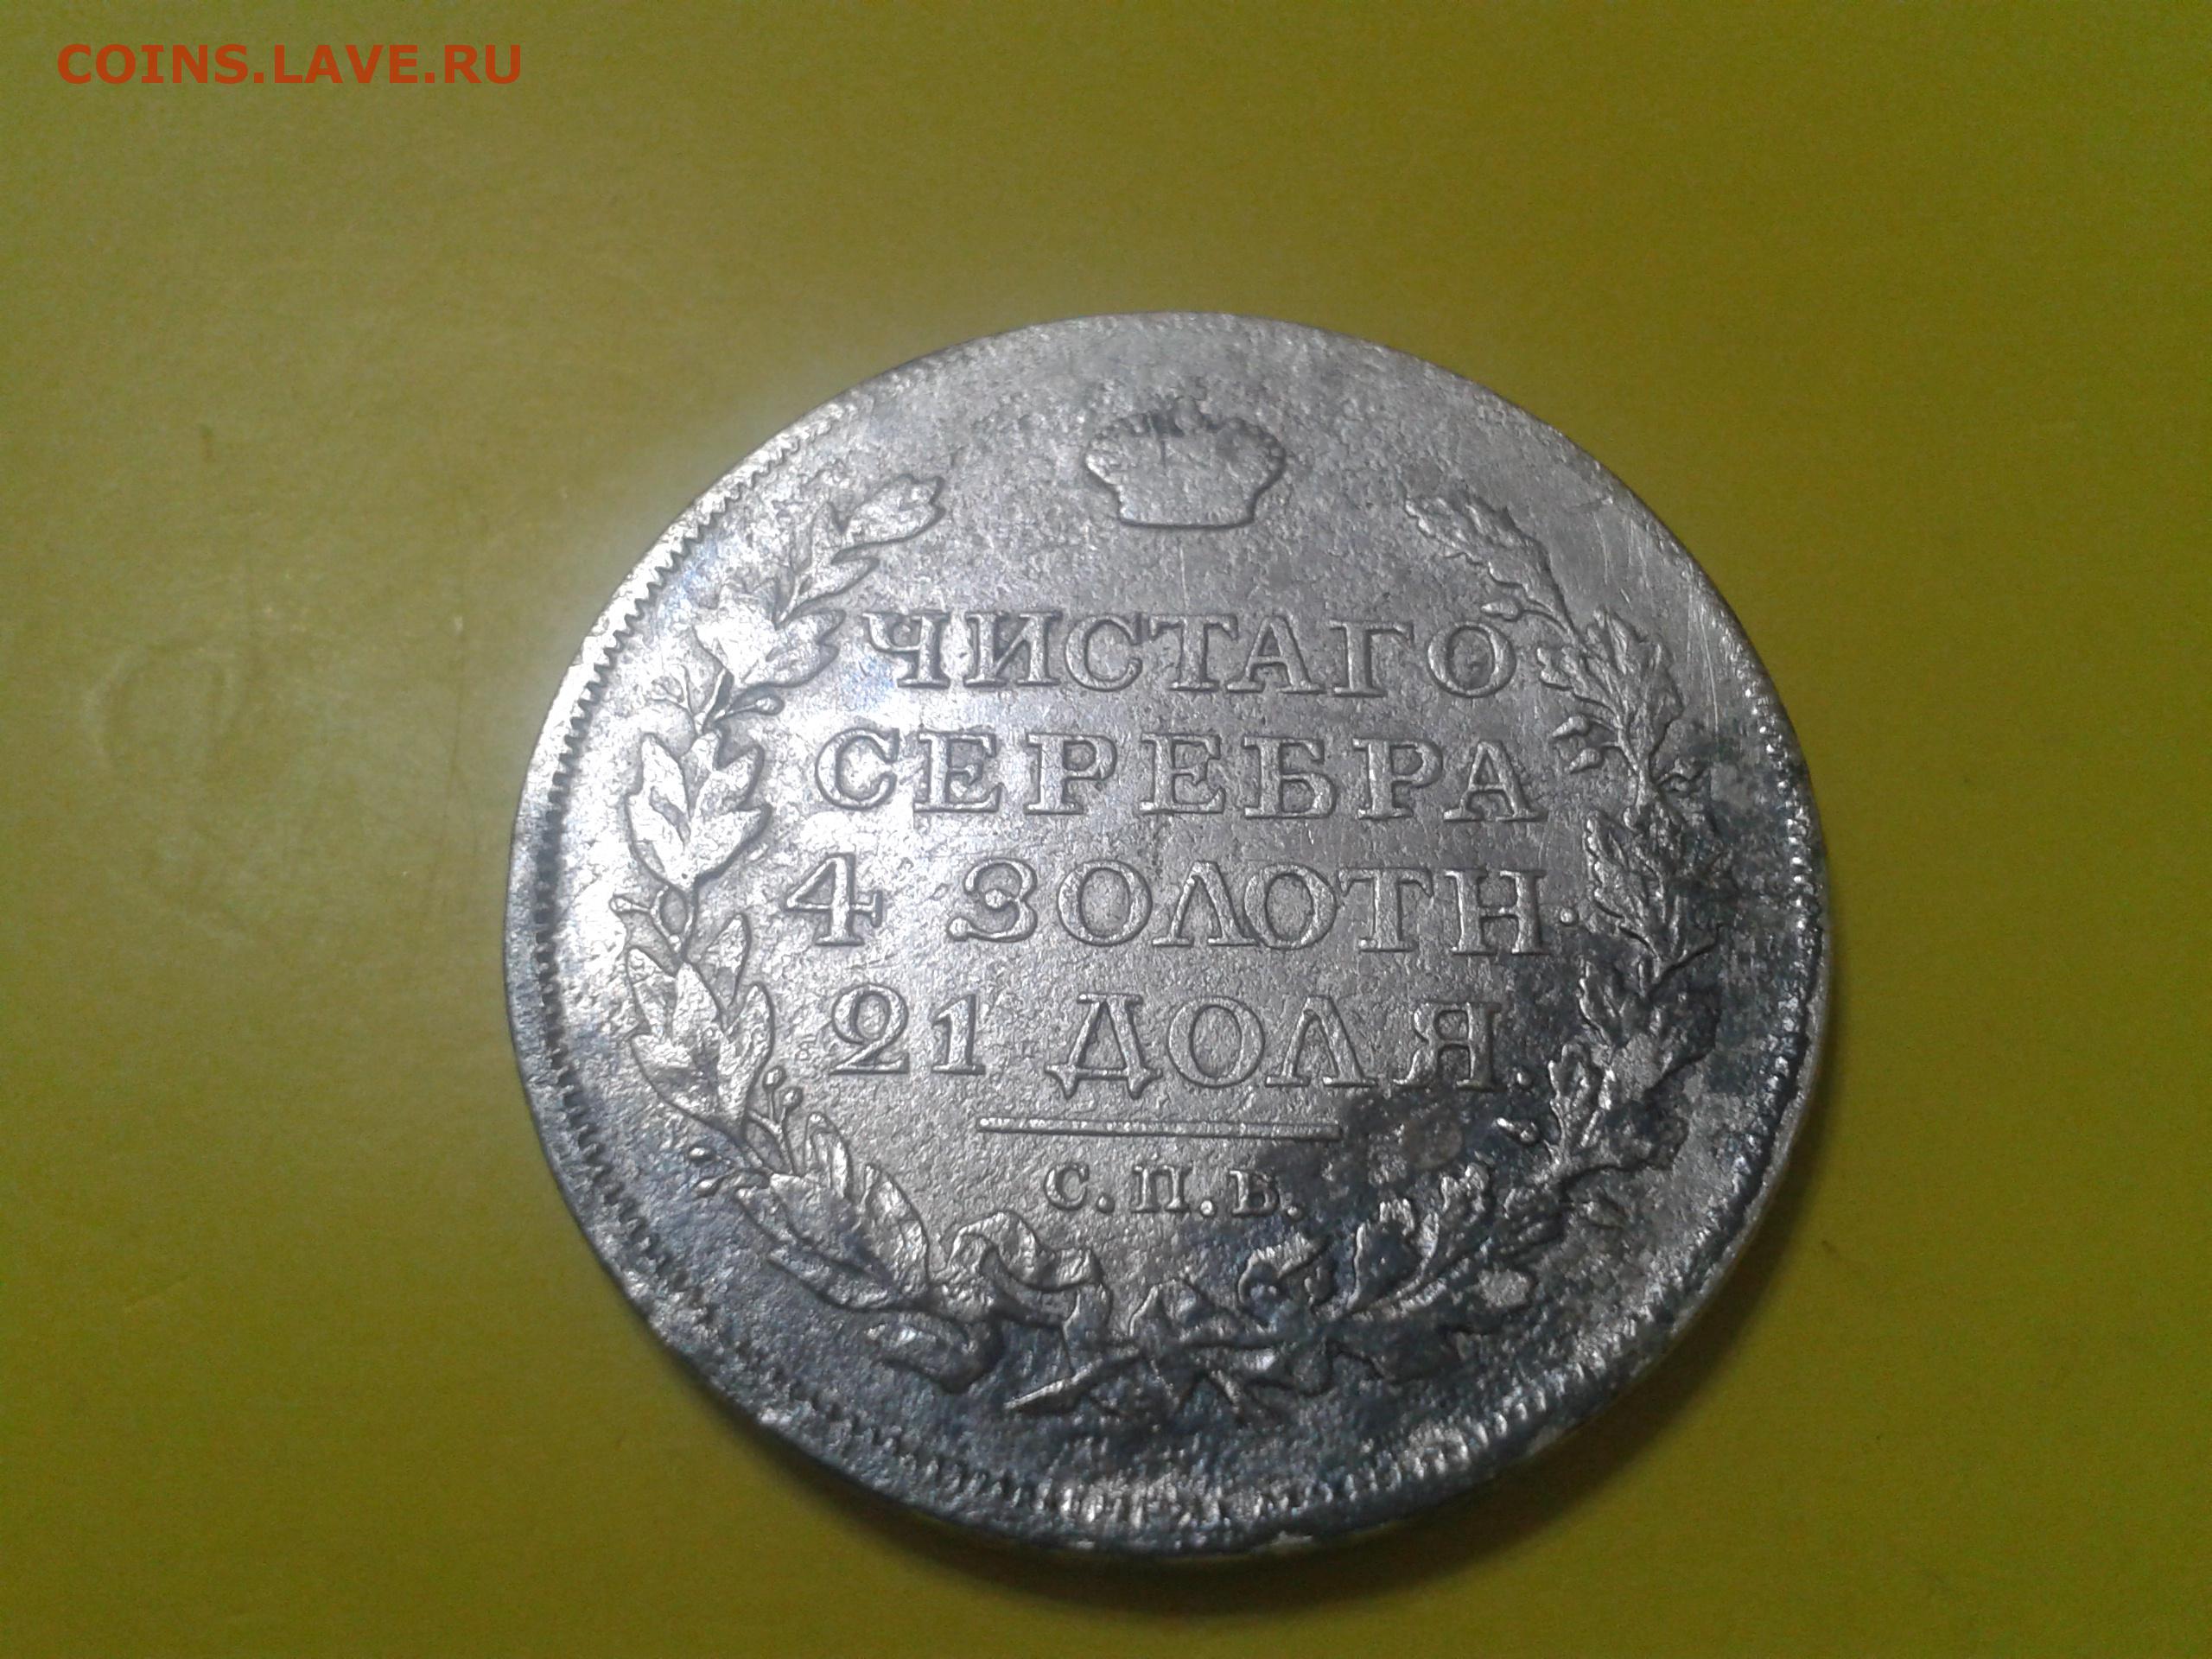 COINS.LAVE.RU
ЧИСТАГО
СЕРЕБРА
4 ЗОЛОТН.
21 ДОЛЯ.
С.П.Б.